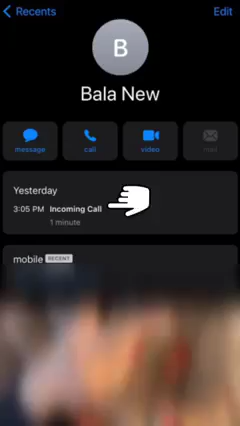 Recents
Edit
B
Bala New
message
call
video
mail
Yesterday
3:05 PM Incoming Call
1 minute
mobile RECENT